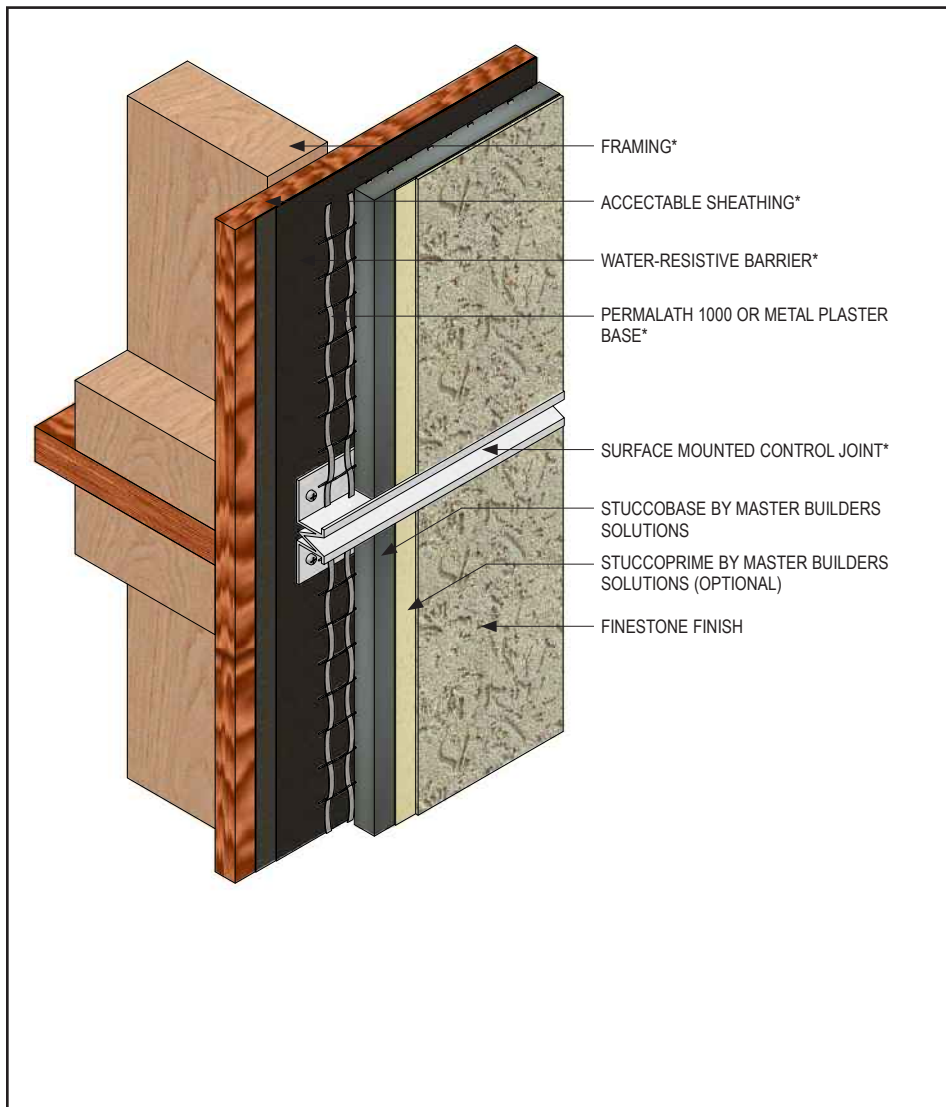 FRAMING*
ACCECTABLE SHEATHING*
WATER-RESISTIVE BARRIER*
PERMALATH 1000 OR METAL PLASTER
BASE*
SURFACE MOUNTED CONTROL JOINT*
STUCCOBASE BY MASTER BUILDERS
SOLUTIONS
STUCCOPRIME BY MASTER BUILDERS
SOLUTIONS (OPTIONAL)
FINESTONE FINISH